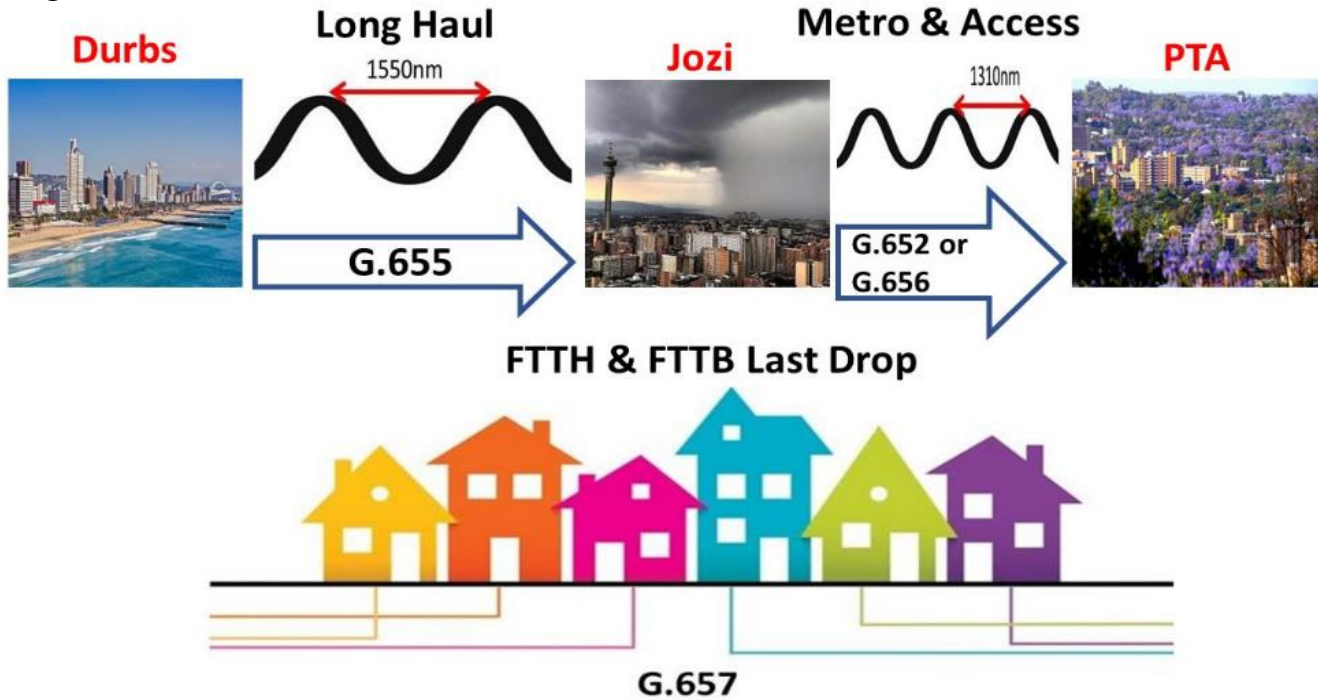 Long Haul
Metro & Access
Durbs
1550nm
Jozi
1310nm
PTA
G.655
G.652 or
G.656
FTTH & FTTB Last Drop
G.657